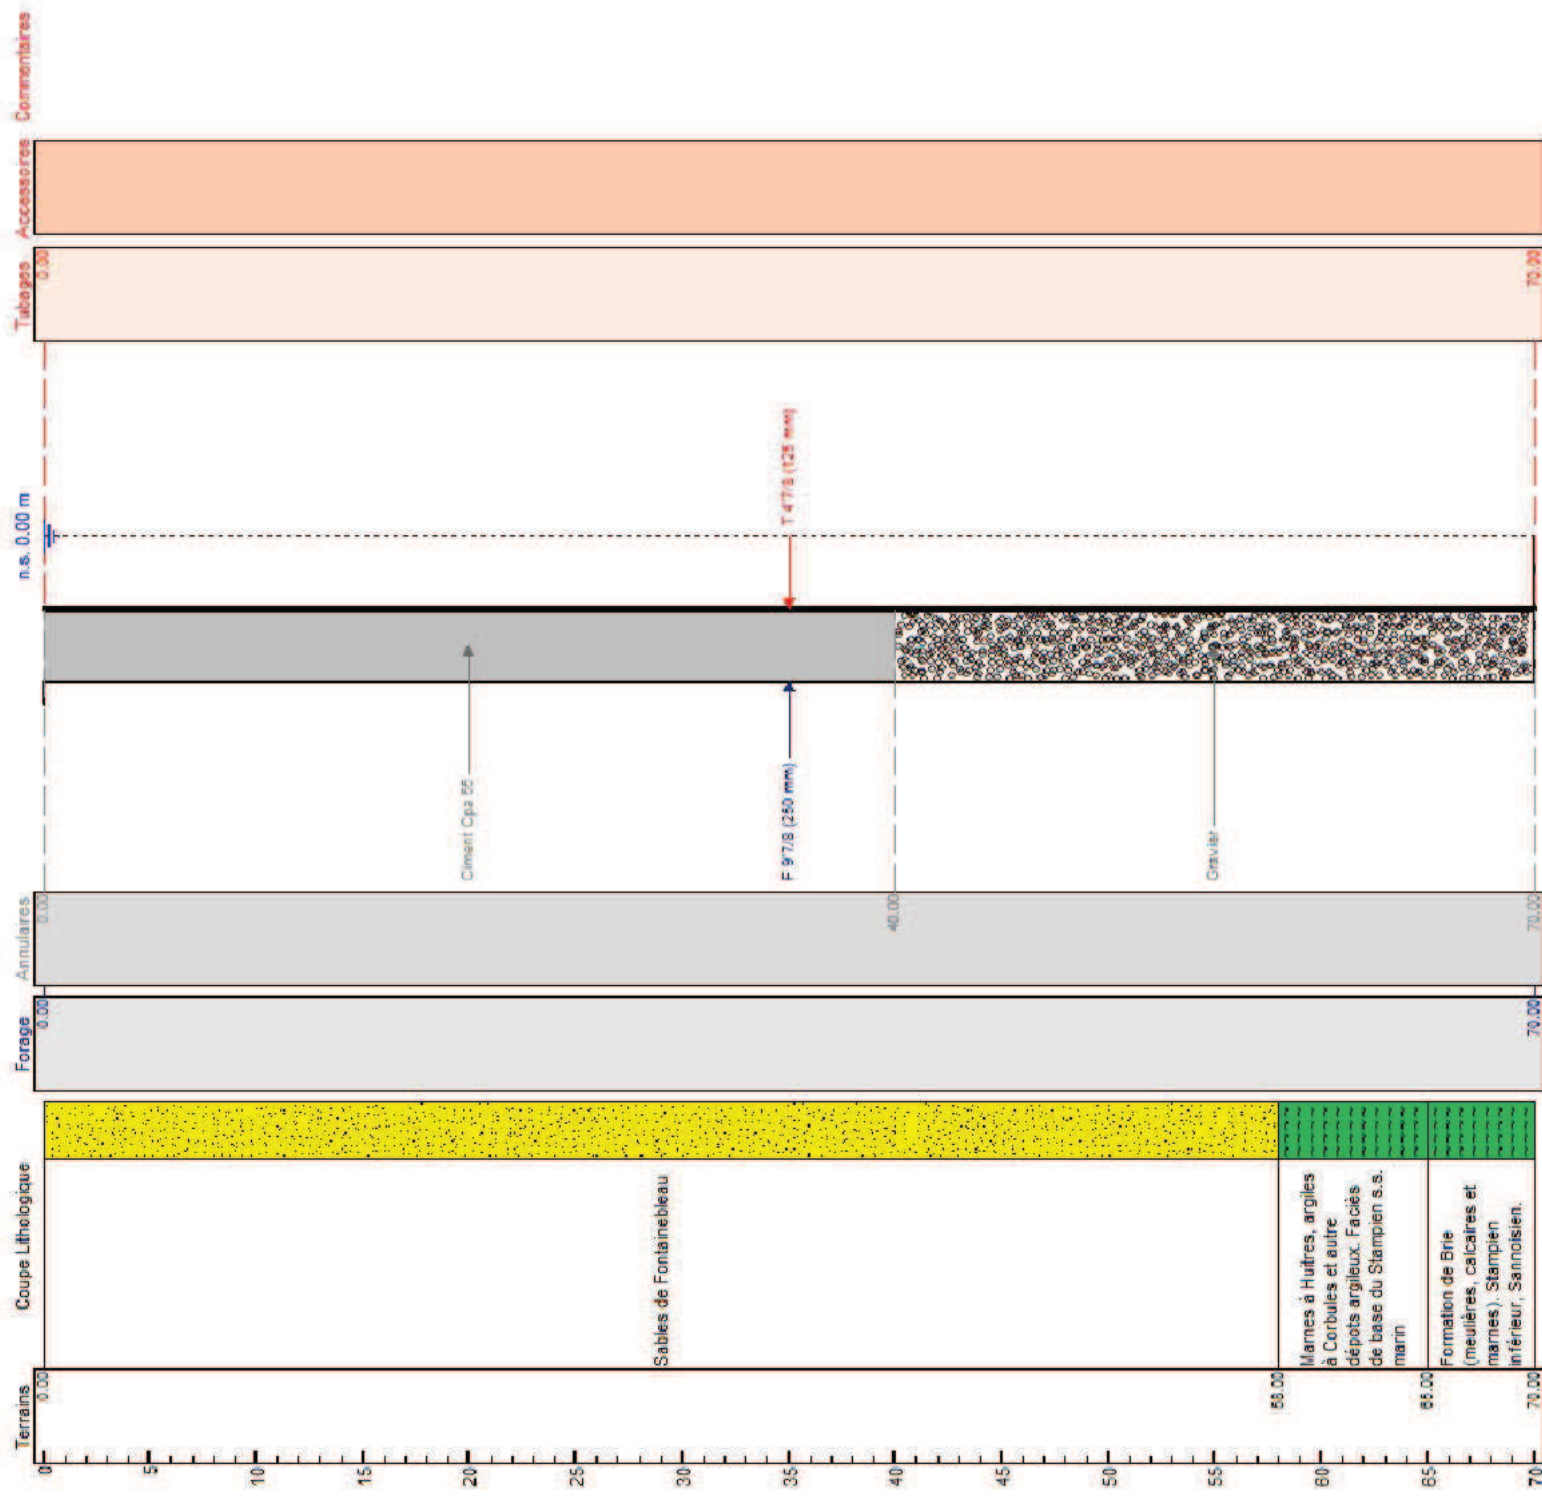 Terrains
Coupe Lithologique
Forage
Annulaires
n.s. 0.00 m
Tubages
Accessoires
Commentaires
0.00
0.00
0.00
0.00
0
5
10
15
20
25
30
35
40
45
50
55
60
65
70
Sables de Fontainebleau
58.00
Marnes à Huîtres, argiles
à Corbules et autre
dépots argileux. Faciès
de base du Stampien s.s.
marin
65.00
Formation de Brie
(meulières, calcaires et
marnes). Stampien
inférieur, Sannoisien.
70.00
70.00
Ciment Cpa 55
F 9"7/8 (250 mm)
T 4"7/8 (125 mm)
40.00
Gravier
70.00
70.00